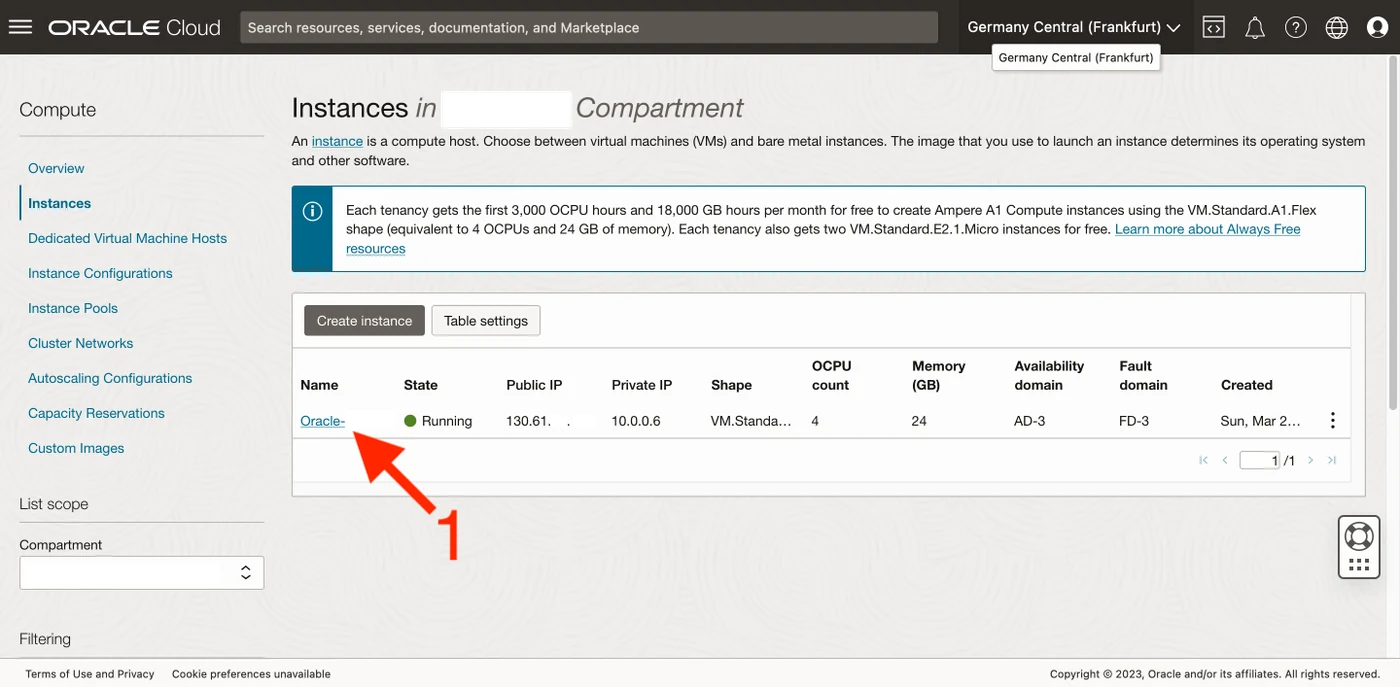 ORACLE Cloud
Search resources, services, documentation, and Marketplace
Germany Central (Frankfurt)
Germany Central (Frankfurt)
Compute
Overview
Instances
Dedicated Virtual Machine Hosts
Instance Configurations
Instance Pools
Cluster Networks
Autoscaling Configurations
Capacity Reservations
Custom Images
List scope
Compartment
Filtering
Instances in Compartment
An instance is a compute host. Choose between virtual machines (VMs) and bare metal instances. The image that you use to launch an instance determines its operating system
and other software.
Each tenancy gets the first 3,000 OCPU hours and 18,000 GB hours per month for free to create Ampere A1 Compute instances using the VM.Standard.A1.Flex
shape (equivalent to 4 OCPUs and 24 GB of memory). Each tenancy also gets two VM.Standard.E2.1.Micro instances for free. Learn more about Always Free
resources
Create instance Table settings
Name State Public IP Private IP Shape OCPU count Memory (GB) Availability domain Fault domain Created
Oracle- Running 130.61. . 10.0.0.6 VM.Standa... 4 24 AD-3 FD-3 Sun, Mar 2...
1 /1
1
Terms of Use and Privacy Cookie preferences unavailable
Copyright © 2023, Oracle and/or its affiliates. All rights reserved.